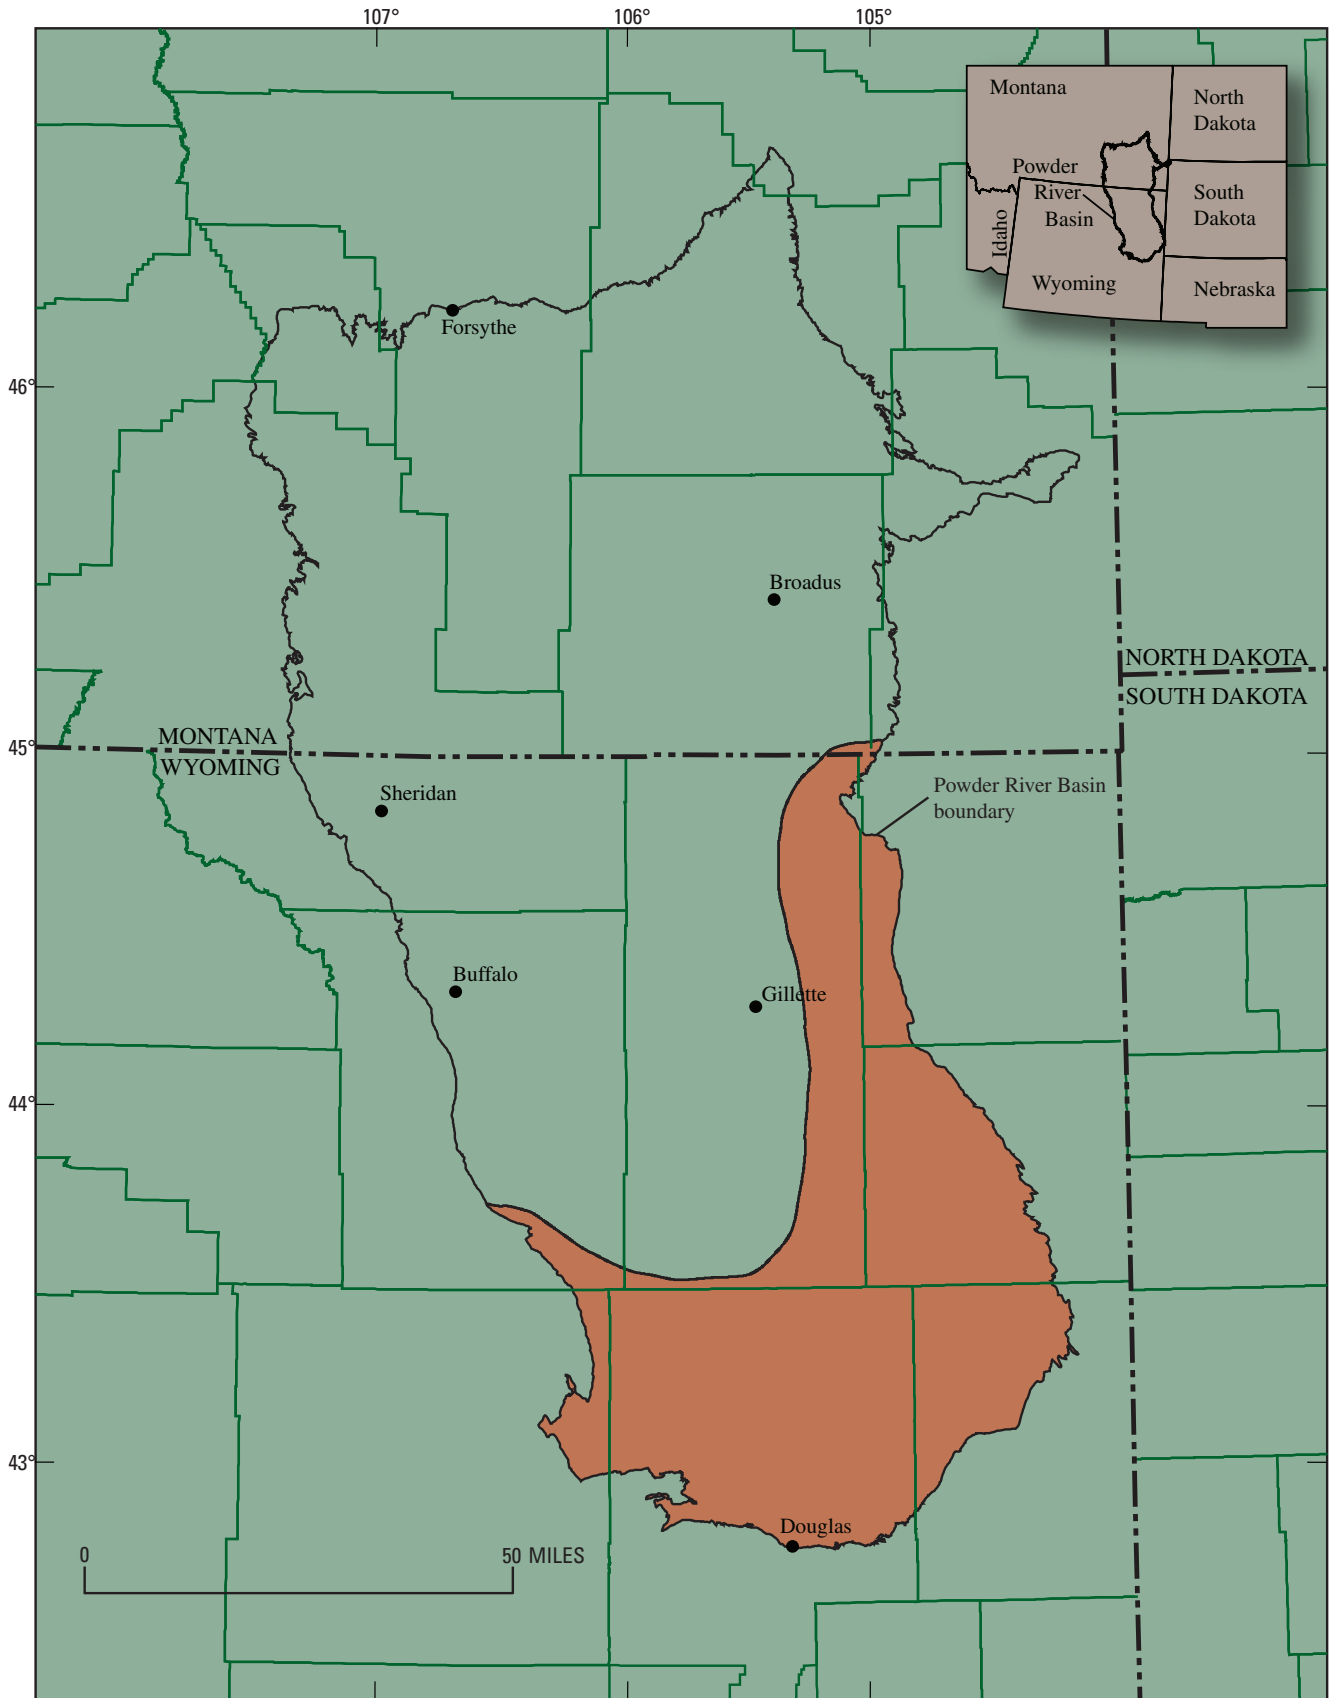 107°
106°
105°
Montana
North
Dakota
Powder
River
Basin
South
Dakota
Idaho
Wyoming
Nebraska
Forsythe
46°
Broadus
NORTH DAKOTA
SOUTH DAKOTA
45°
MONTANA
WYOMING
Sheridan
Powder River Basin
boundary
Buffalo
Gillette
44°
43°
Douglas
0
50 MILES